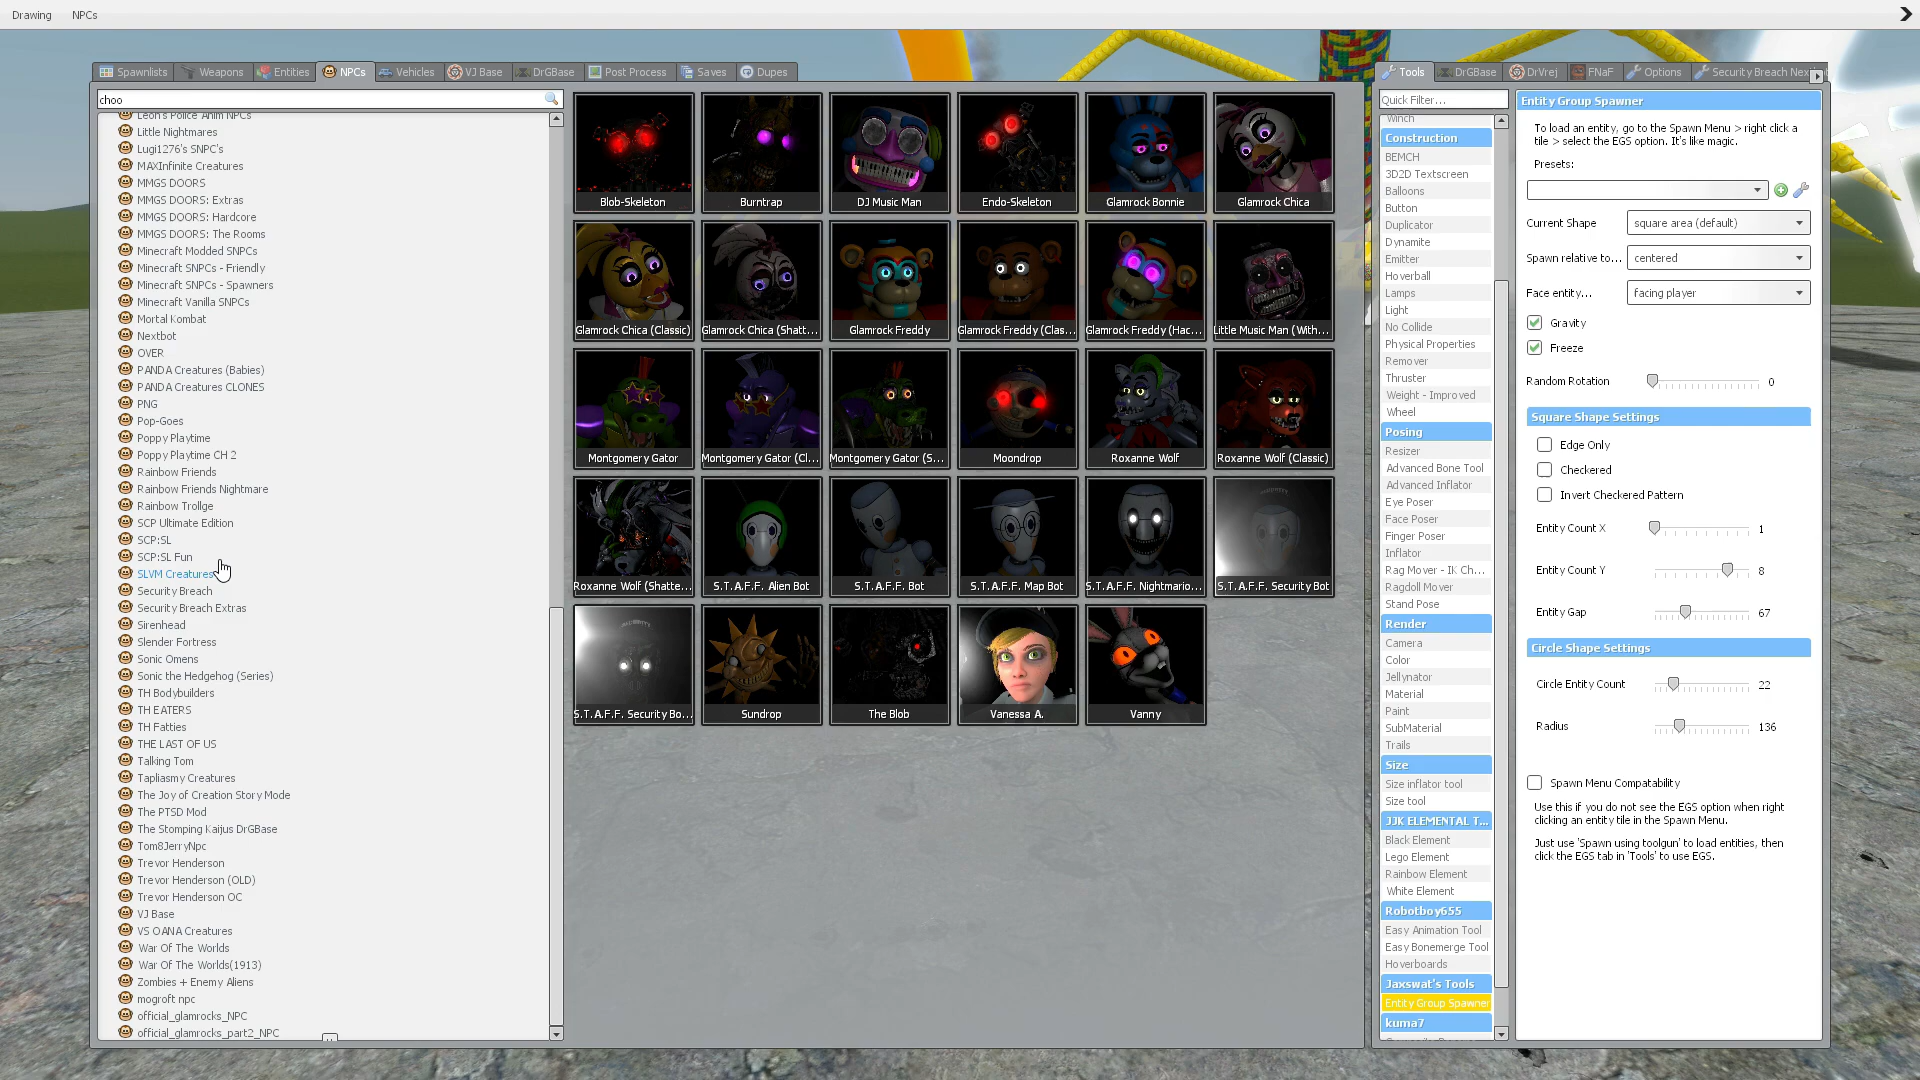 Drawing NPCs
Spawnlists Weapons Entities NPCs Vehicles VJ Base DrGBase Post Process Saves Dupes
choo
Leon's Police Anim NPCs
Little Nightmares
Lugi1276's SNPC's
MAXInfinite Creatures
MMGS DOORS
MMGS DOORS: Extras
MMGS DOORS: Hardcore
MMGS DOORS: The Rooms
Minecraft Modded SNPCs
Minecraft SNPCs - Friendly
Minecraft SNPCs - Spawners
Minecraft Vanilla SNPCs
Mortal Kombat
Nextbot
OVER
PANDA Creatures (Babies)
PANDA Creatures CLONES
PNG
Pop-Goes
Poppy Playtime
Poppy Playtime CH 2
Rainbow Friends
Rainbow Friends Nightmare
Rainbow Trollge
SCP Ultimate Edition
SCP:SL
SCP:SL Fun
SLVM Creatures
Security Breach
Security Breach Extras
Sirenhead
Slender Fortress
Sonic Omens
Sonic the Hedgehog (Series)
TH Bodybuilders
TH EATERS
TH Fatties
THE LAST OF US
Talking Tom
Tapliasmy Creatures
The Joy of Creation Story Mode
The PTSD Mod
The Stomping Kaijus DrGBase
Tom8JerryNpc
Trevor Henderson
Trevor Henderson (OLD)
Trevor Henderson OC
VJ Base
VS OANA Creatures
War Of The Worlds
War Of The Worlds(1913)
Zombies + Enemy Aliens
mogroft npc
official_glamrocks_NPC
official_glamrocks_part2_NPC
Blob-Skeleton Burntrap DJ Music Man Endo-Skeleton Glamrock Bonnie Glamrock Chica
Glamrock Chica (Classic) Glamrock Chica (Shatt... Glamrock Freddy Glamrock Freddy (Clas... Glamrock Freddy (Hac... Little Music Man (With...
Montgomery Gator Montgomery Gator (Cl... Montgomery Gator (S... Moondrop Roxanne Wolf Roxanne Wolf (Classic)
Roxanne Wolf (Shatte... S.T.A.F.F. Alien Bot S.T.A.F.F. Bot S.T.A.F.F. Map Bot S.T.A.F.F. Nightmario... S.T.A.F.F. Security Bot
S.T.A.F.F. Security Bo... Sundrop The Blob Vanessa A. Vanny
Tools DrGBase DrVrej FNaF Options Security Breach Next
Quick Filter...
Winch
Construction
BEMCH
3D2D Textscreen
Balloons
Button
Duplicator
Dynamite
Emitter
Hoverball
Lamps
Light
No Collide
Physical Properties
Remover
Thruster
Weight - Improved
Wheel
Posing
Resizer
Advanced Bone Tool
Advanced Inflator
Eye Poser
Face Poser
Finger Poser
Inflator
Rag Mover - IK Ch...
Ragdoll Mover
Stand Pose
Render
Camera
Color
Jellynator
Material
Paint
SubMaterial
Trails
Size
Size inflator tool
Size tool
JJK ELEMENTAL T...
Black Element
Lego Element
Rainbow Element
White Element
Robotboy655
Easy Animation Tool
Easy Bonemerge Tool
Hoverboards
Jaxswat's Tools
Entity Group Spawner
kuma7
Entity Group Spawner
To load an entity, go to the Spawn Menu > right click a
tile > select the EGS option. It's like magic.
Presets:
Current Shape square area (default)
Spawn relative to... centered
Face entity... facing player
Gravity
Freeze
Random Rotation 0
Square Shape Settings
Edge Only
Checkered
Invert Checkered Pattern
Entity Count X 1
Entity Count Y 8
Entity Gap 67
Circle Shape Settings
Circle Entity Count 22
Radius 136
Spawn Menu Compatability
Use this if you do not see the EGS option when right
clicking an entity tile in the Spawn Menu.
Just use 'Spawn using toolgun' to load entities, then
click the EGS tab in 'Tools' to use EGS.